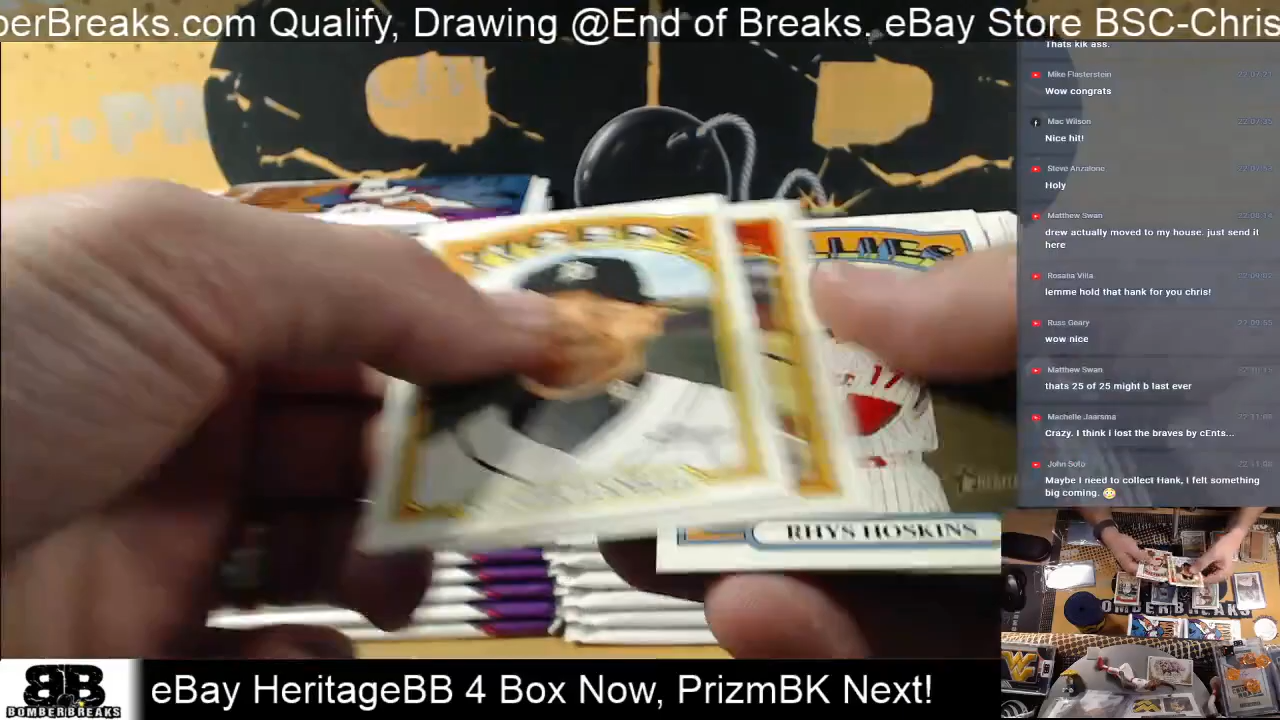 berBreaks.com Qualify, Drawing @End of Breaks. eBay Store BSC-Chris
Thats kik ass.
Mike Flasterstein
Wow congrats
Mac Wilson
Nice hit!
Steve Anzalone
Holy
Matthew Swan
drew actually moved to my house. just send it
here
Rosana Villa
lemme hold that hank for you chris!
Russ Geary
wow nice
Matthew Swan
thats 25 of 25 might b last ever
Machelle Jaarsma
Crazy. I think i lost the braves by cEnts...
John Soto
Maybe I need to collect Hank, I felt something
big coming. 😳
LLIES
17
RHYS HOSKINS
OMBERBREAKS
BB
BOMBERBREAKS
eBay HeritageBB 4 Box Now, PrizmBK Next!